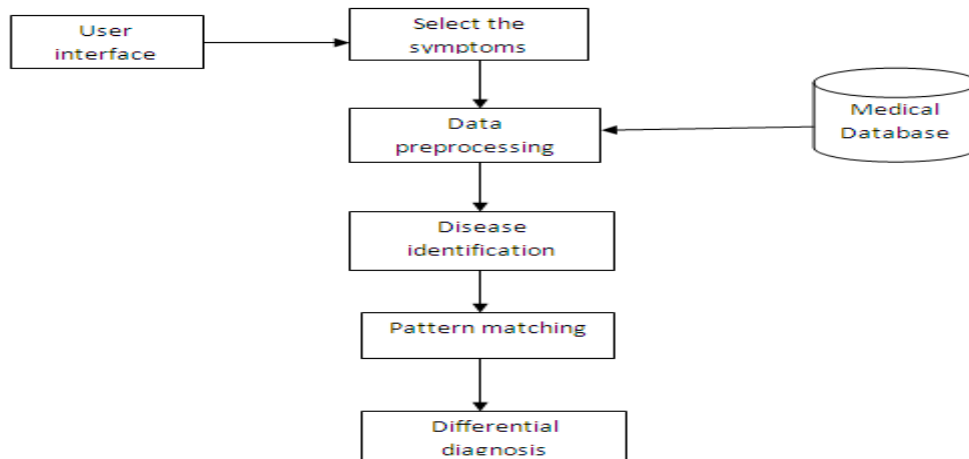 User
interface
Select the
symptoms
Data
preprocessing
Medical
Database
Disease
identification
Pattern matching
Differential
diagnosis